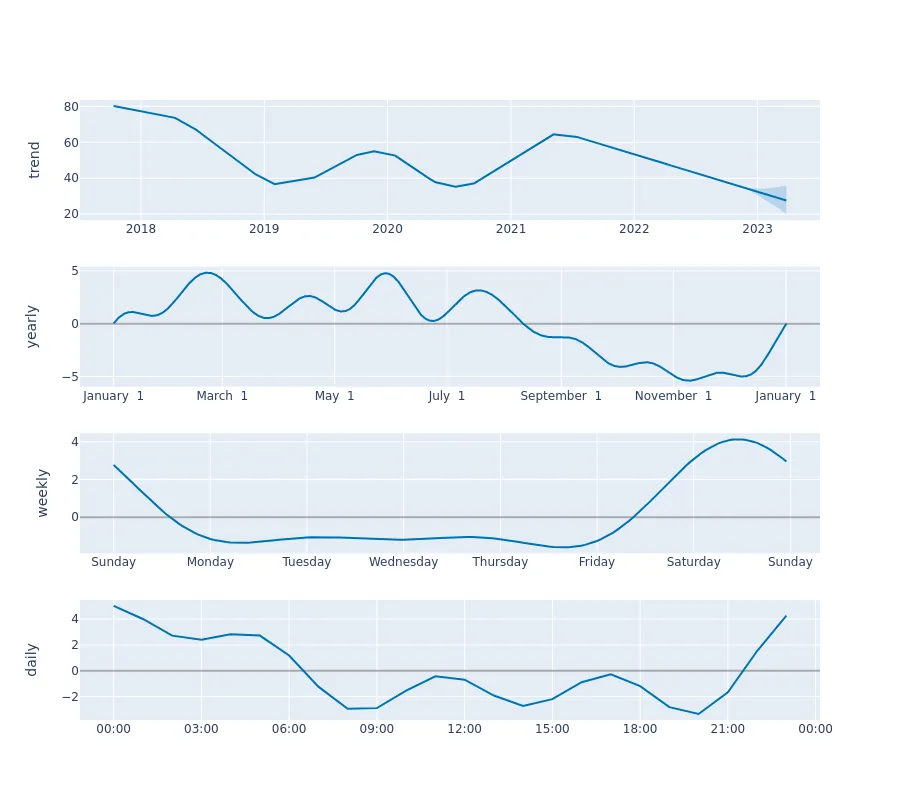 trend
80
60
40
20
2018 2019 2020 2021 2022 2023
yearly
5
0
−5
January 1 March 1 May 1 July 1 September 1 November 1 January 1
weekly
4
2
0
Sunday Monday Tuesday Wednesday Thursday Friday Saturday Sunday
daily
4
2
0
−2
00:00 03:00 06:00 09:00 12:00 15:00 18:00 21:00 00:00